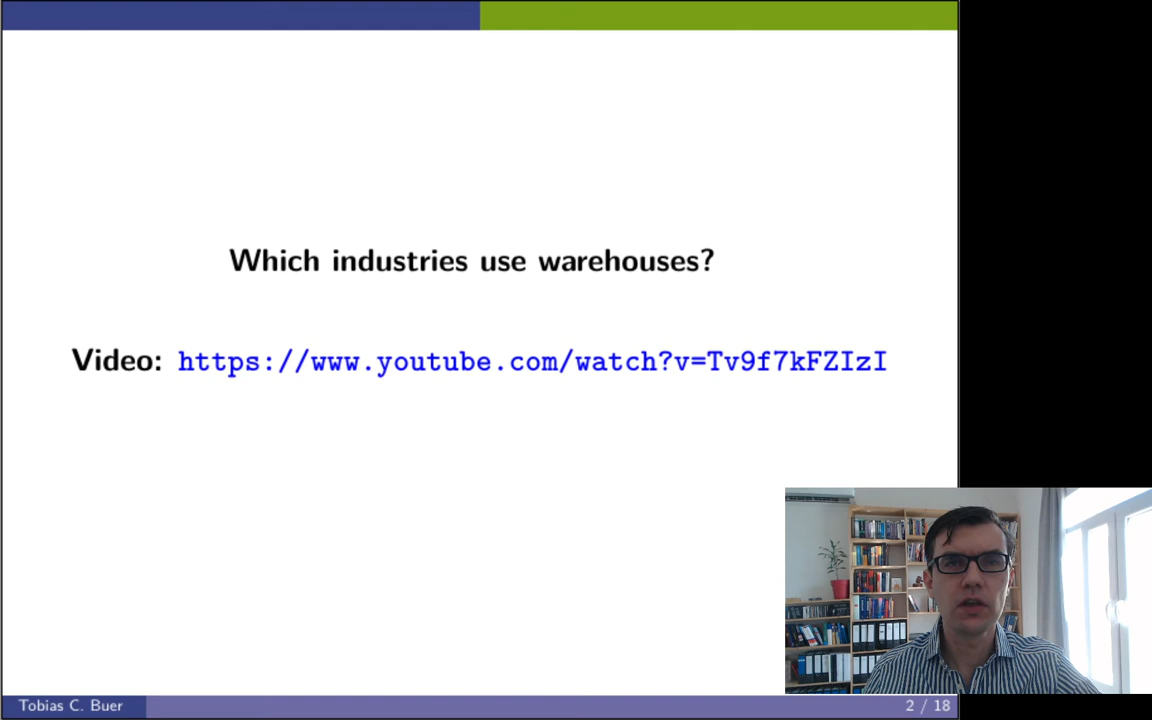 Which industries use warehouses?
Video: https://www.youtube.com/watch?v=Tv9f7kFZIzI
Tobias C. Buer
2 / 18